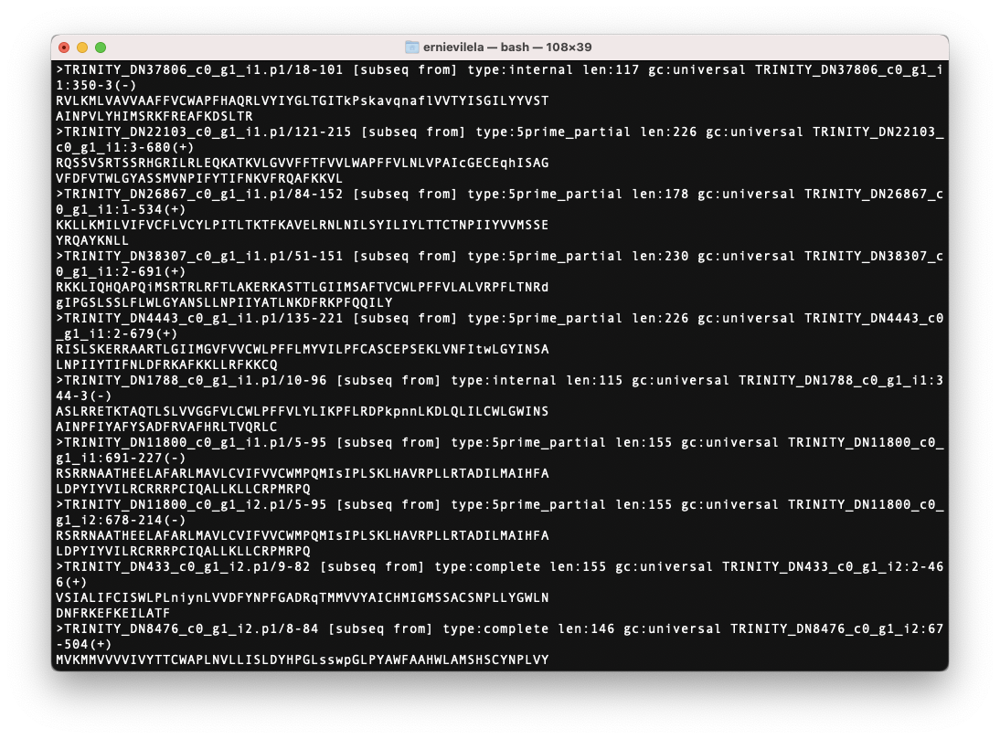 ernievilela — bash — 108×39
>TRINITY_DN37806_c0_g1_i1.p1/18-101 [subseq from] type:internal len:117 gc:universal TRINITY_DN37806_c0_g1_i
1:350-3(-)
RVLKMLVAVVAAFFVCWAPFHAQRLVYIYGLTGITkPskavqnaflVVTYISGILYYVST
AINPVLYHIMSRKFREAFKDSLTR
>TRINITY_DN22103_c0_g1_i1.p1/121-215 [subseq from] type:5prime_partial len:226 gc:universal TRINITY_DN22103_
c0_g1_i1:3-680(+)
RQSSVSRTSSRHGRILRLEQKATKVLGVVFFTFVVLWAPFFVLNLVPAIcGECEqhISAG
VFDFVTWLGYASSMVNPIFYTIFNKVFRQAFKKVL
>TRINITY_DN26867_c0_g1_i1.p1/84-152 [subseq from] type:5prime_partial len:178 gc:universal TRINITY_DN26867_c
0_g1_i1:1-534(+)
KKLLKMILVIFVCFLVCYLPITLTKTFKAVELRNLNILSYILIYLTTCTNPIIYVVMSSE
YRQAYKNLL
>TRINITY_DN38307_c0_g1_i1.p1/51-151 [subseq from] type:5prime_partial len:230 gc:universal TRINITY_DN38307_c
0_g1_i1:2-691(+)
RKKLIQHQAPQiMSRTRLRFTLAKERKASTTLGIIMSAFTVCWLPFFVLALVRPFLTNRd
gIPGSLSSLFLWLGYANSLLNPIIYATLNKDFRKPFQQILY
>TRINITY_DN4443_c0_g1_i1.p1/135-221 [subseq from] type:5prime_partial len:226 gc:universal TRINITY_DN4443_c0
_g1_i1:2-679(+)
RISLSKERRAARTLGIIMGVFVVCWLPFFLMYVILPFCASCEPSEKLVNFItwLGYINSA
LNPIIYTIFNLDFRKAFKKLLRFKKCQ
>TRINITY_DN1788_c0_g1_i1.p1/10-96 [subseq from] type:internal len:115 gc:universal TRINITY_DN1788_c0_g1_i1:3
44-3(-)
ASLRRETKTAQTLSLVVGGFVLCWLPFFVLYLIKPFLRDPkpnnLKDLQLILCWLGWINS
AINPFIYAFYSADFRVAFHRLTVQRLC
>TRINITY_DN11800_c0_g1_i1.p1/5-95 [subseq from] type:5prime_partial len:155 gc:universal TRINITY_DN11800_c0_
g1_i1:691-227(-)
RSRRNAATHEELAFARLMAVLCVIFVVCWMPQMIsIPLSKLHAVRPLLRTADILMAIHFA
LDPYIYVILRCRRRPCIQALLKLLCRPMRPQ
>TRINITY_DN11800_c0_g1_i2.p1/5-95 [subseq from] type:5prime_partial len:155 gc:universal TRINITY_DN11800_c0_
g1_i2:678-214(-)
RSRRNAATHEELAFARLMAVLCVIFVVCWMPQMIsIPLSKLHAVRPLLRTADILMAIHFA
LDPYIYVILRCRRRPCIQALLKLLCRPMRPQ
>TRINITY_DN433_c0_g1_i2.p1/9-82 [subseq from] type:complete len:155 gc:universal TRINITY_DN433_c0_g1_i2:2-46
6(+)
VSIALIFCISWLPLniynLVVDFYNPFGADRqTMMVVYAICHMIGMSSACSNPLLYGWLN
DNFRKEFKEILATF
>TRINITY_DN8476_c0_g1_i2.p1/8-84 [subseq from] type:complete len:146 gc:universal TRINITY_DN8476_c0_g1_i2:67
-504(+)
MVKMMVVVVIVYTTCWAPLNVLLISLDYHPGLsswpGLPYAWFAAHWLAMSHSCYNPLVY